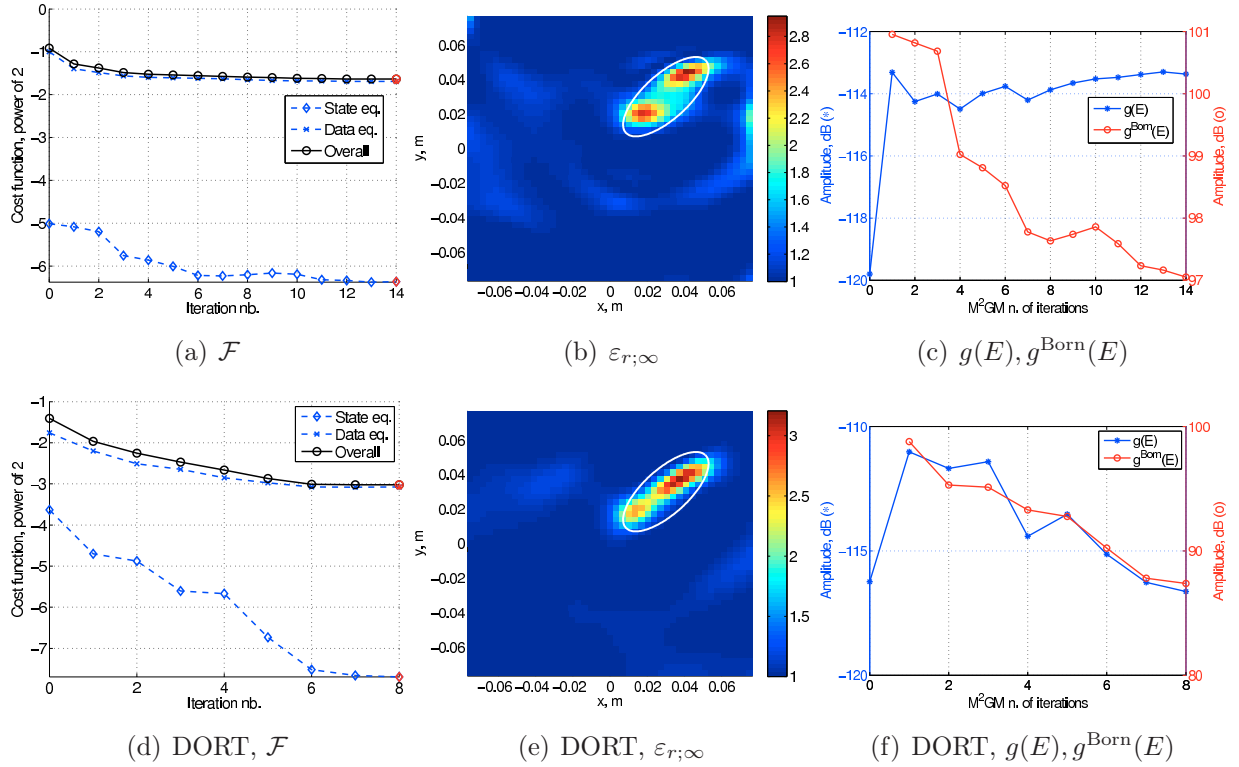 Cost function, power of 2
0
−1
−2
−3
−4
−5
−6
0 2 4 6 8 10 12 14
Iteration nb.
State eq.
Data eq.
Overall
(a) F
y, m
0.06
0.04
0.02
0
−0.02
−0.04
−0.06
−0.06 −0.04 −0.02 0 0.02 0.04 0.06
x, m
2.8
2.6
2.4
2.2
2
1.8
1.6
1.4
1.2
1
(b) εr;∞
Amplitude, dB (*)
−112
−114
−116
−118
−120
0 2 4 6 8 10 12 14
M²GM n. of iterations
g(E)
g^Born(E)
101
100
99
98
97
Amplitude, dB (o)
(c) g(E), g^Born(E)
Cost function, power of 2
−1
−2
−3
−4
−5
−6
−7
0 2 4 6 8
Iteration nb.
State eq.
Data eq.
Overall
(d) DORT, F
y, m
0.06
0.04
0.02
0
−0.02
−0.04
−0.06
−0.06 −0.04 −0.02 0 0.02 0.04 0.06
x, m
3
2.5
2
1.5
1
(e) DORT, εr;∞
Amplitude, dB (*)
−110
−115
−120
0 2 4 6 8
M²GM n. of iterations
g(E)
g^Born(E)
100
90
80
Amplitude, dB (o)
(f) DORT, g(E), g^Born(E)